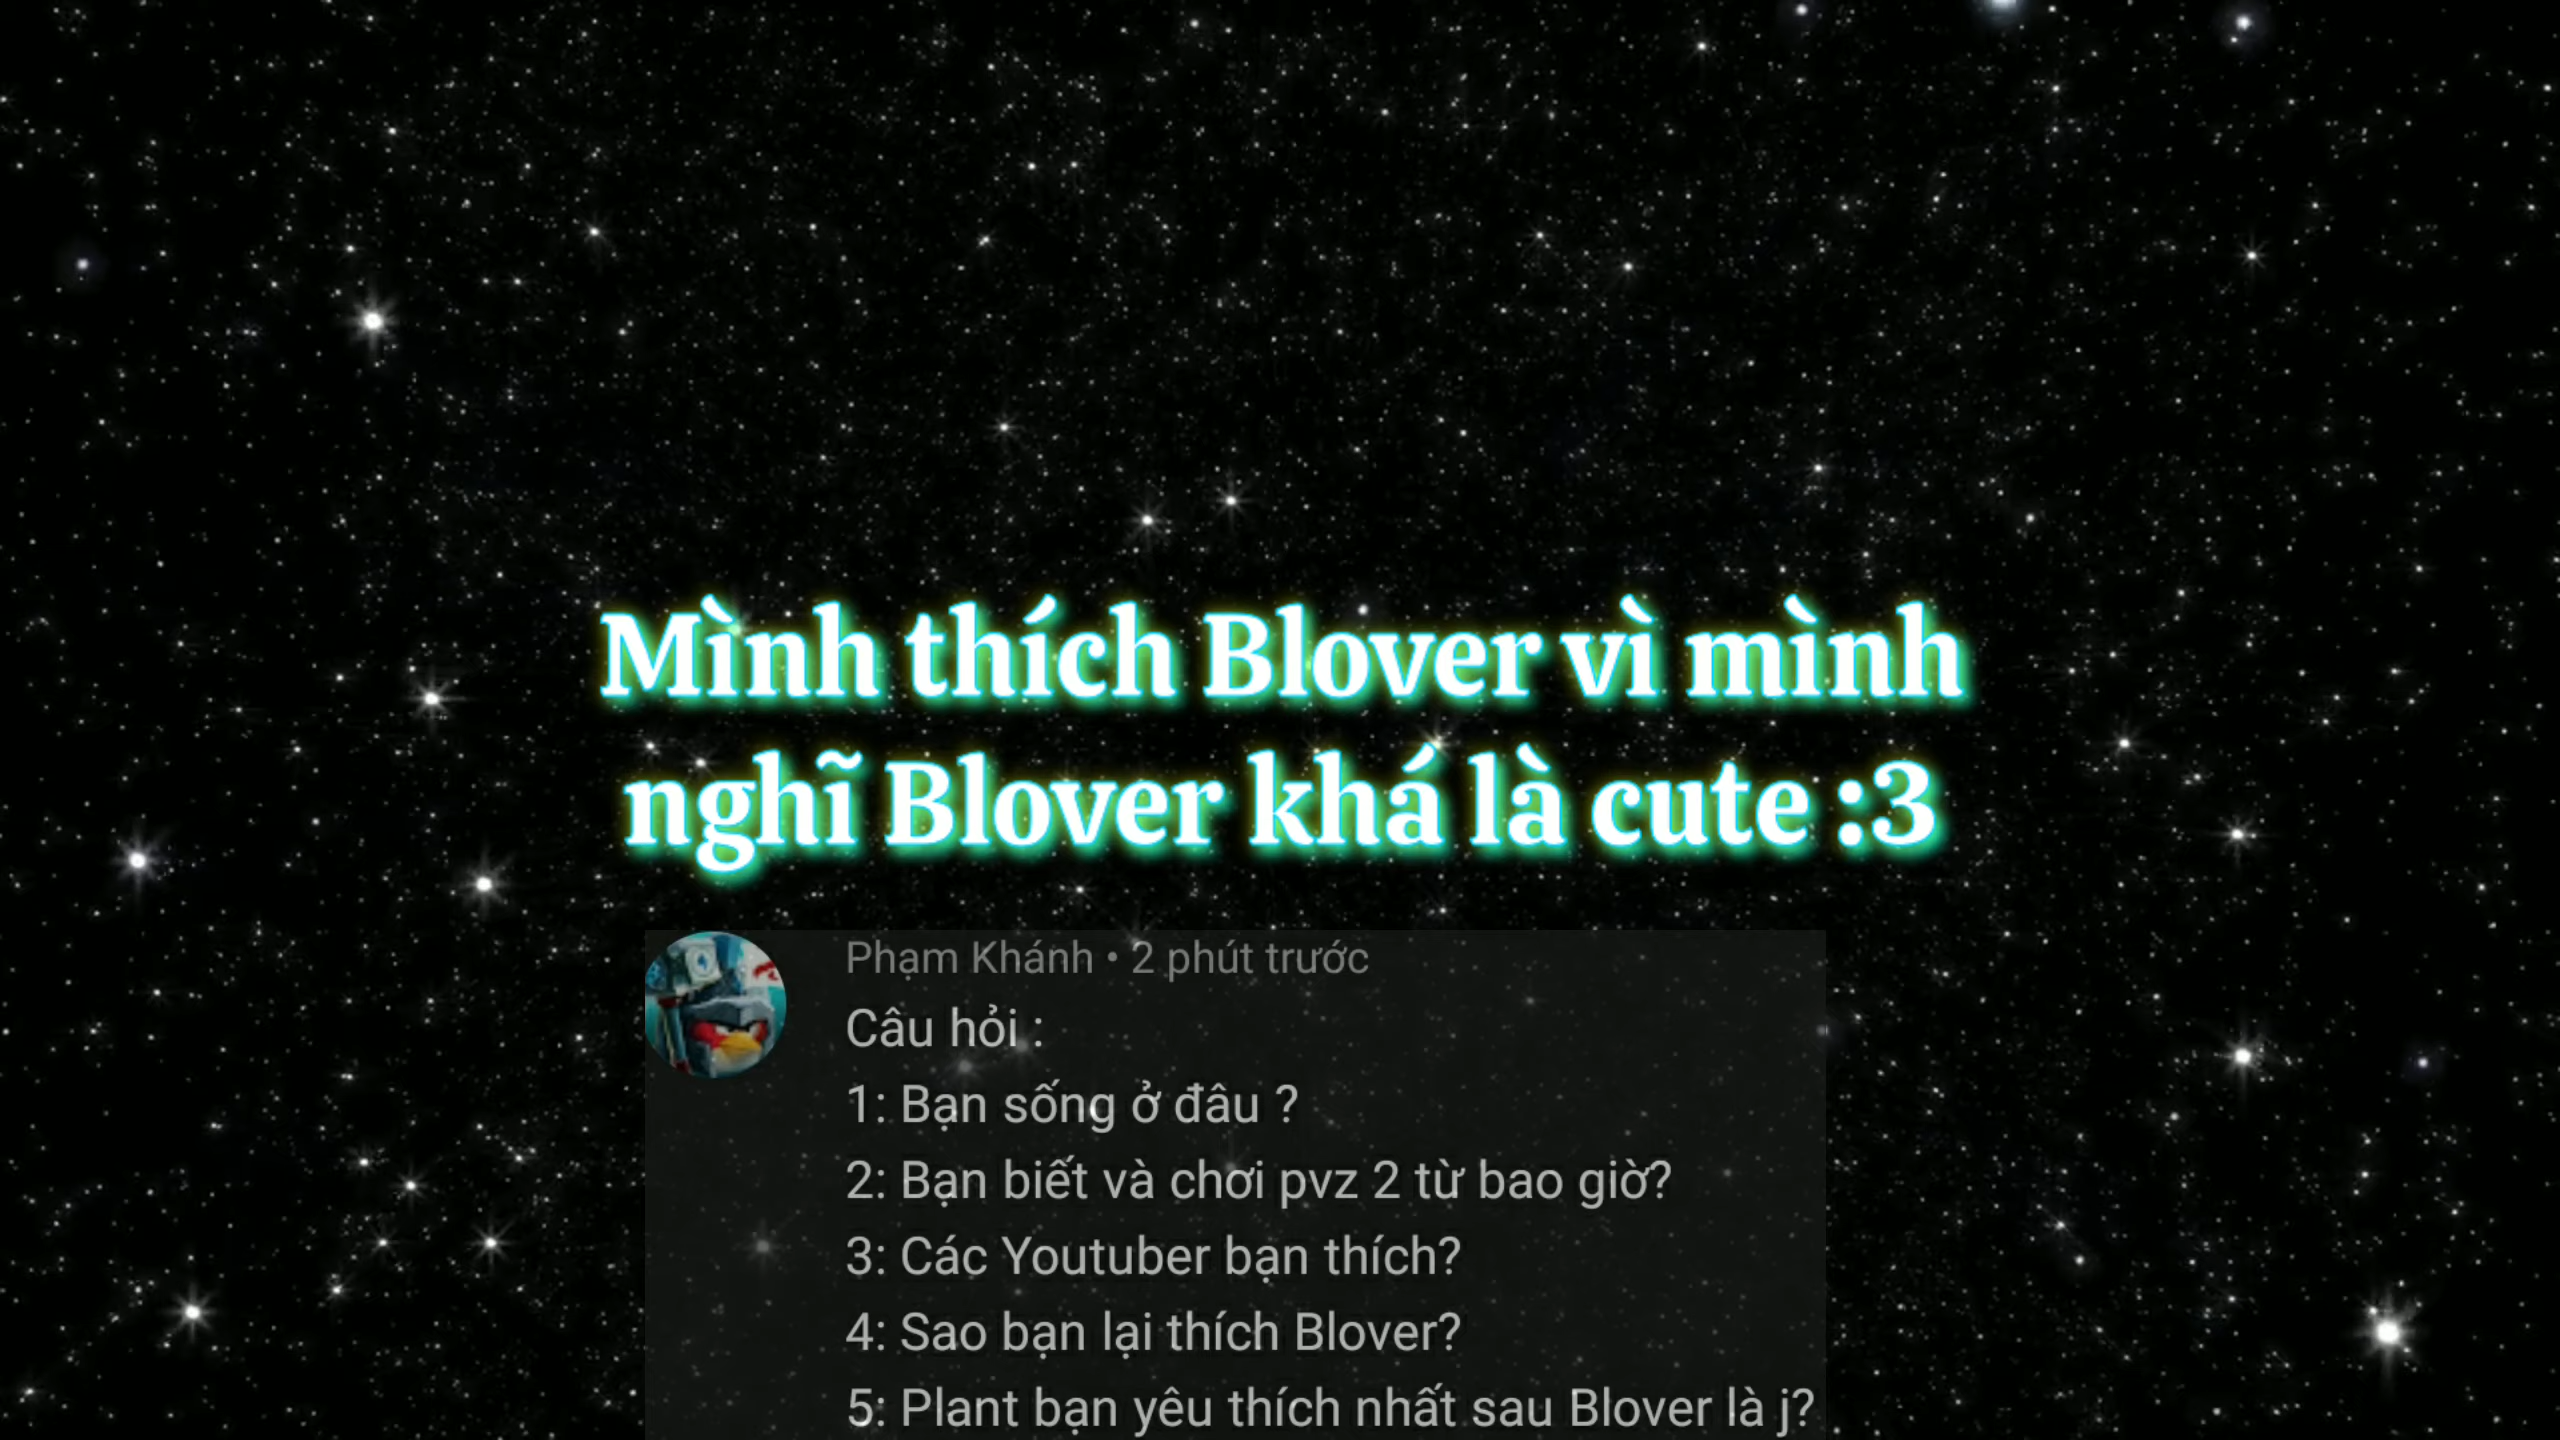 Mình thích Blover vì mình
nghĩ Blover khá là cute :3
Phạm Khánh • 2 phút trước
Câu hỏi :
1: Bạn sống ở đâu ?
2: Bạn biết và chơi pvz 2 từ bao giờ?
3: Các Youtuber bạn thích?
4: Sao bạn lại thích Blover?
5: Plant bạn yêu thích nhất sau Blover là j?